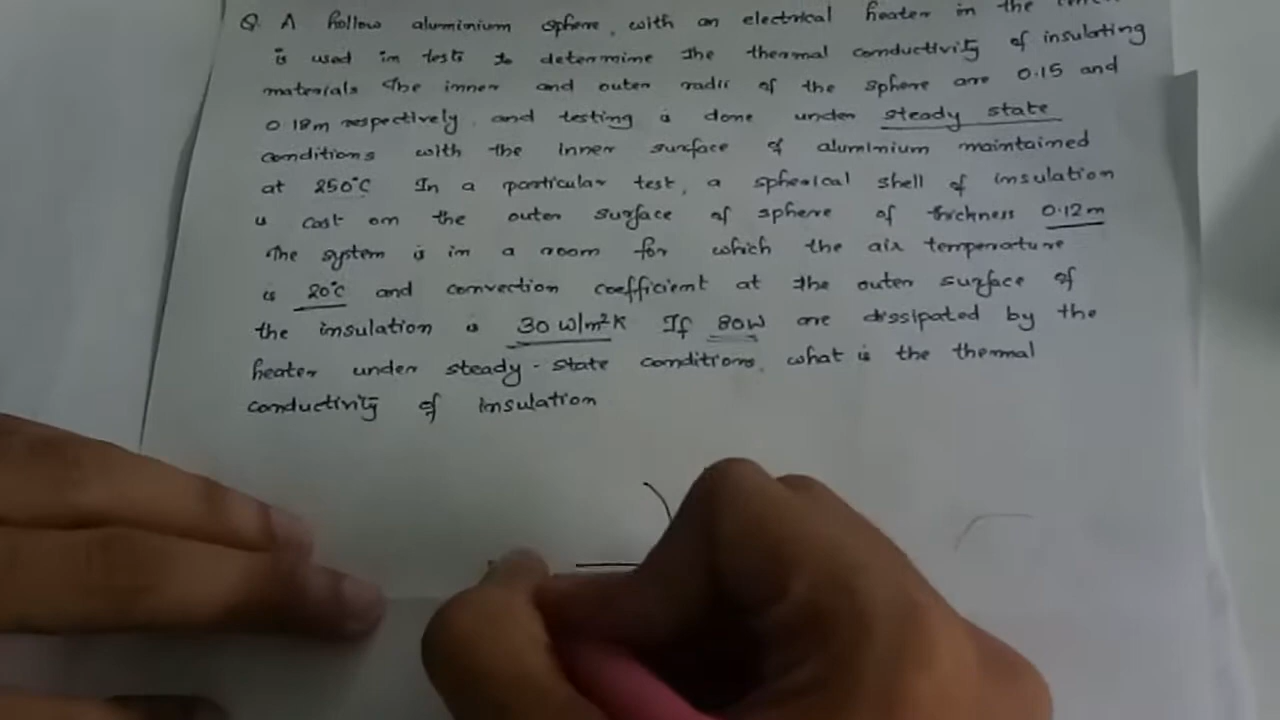 Q. A hollow aluminium sphere, with an electrical heater in the
is used in tests to determine the thermal conductivity of insulating
materials The inner and outer radii of the sphere are 0.15 and
0.18m respectively, and testing is done under steady state
conditions with the inner surface of aluminium maintained
at 250°C In a particular test, a spherical shell of insulation
is cast on the outer surface of sphere of thickness 0.12m
The system is in a room for which the air temperature
is 20°C and convection coefficient at the outer surface of
the insulation is 30 W/m²K If 80W are dissipated by the
heater under steady-state conditions, what is the thermal
conductivity of insulation